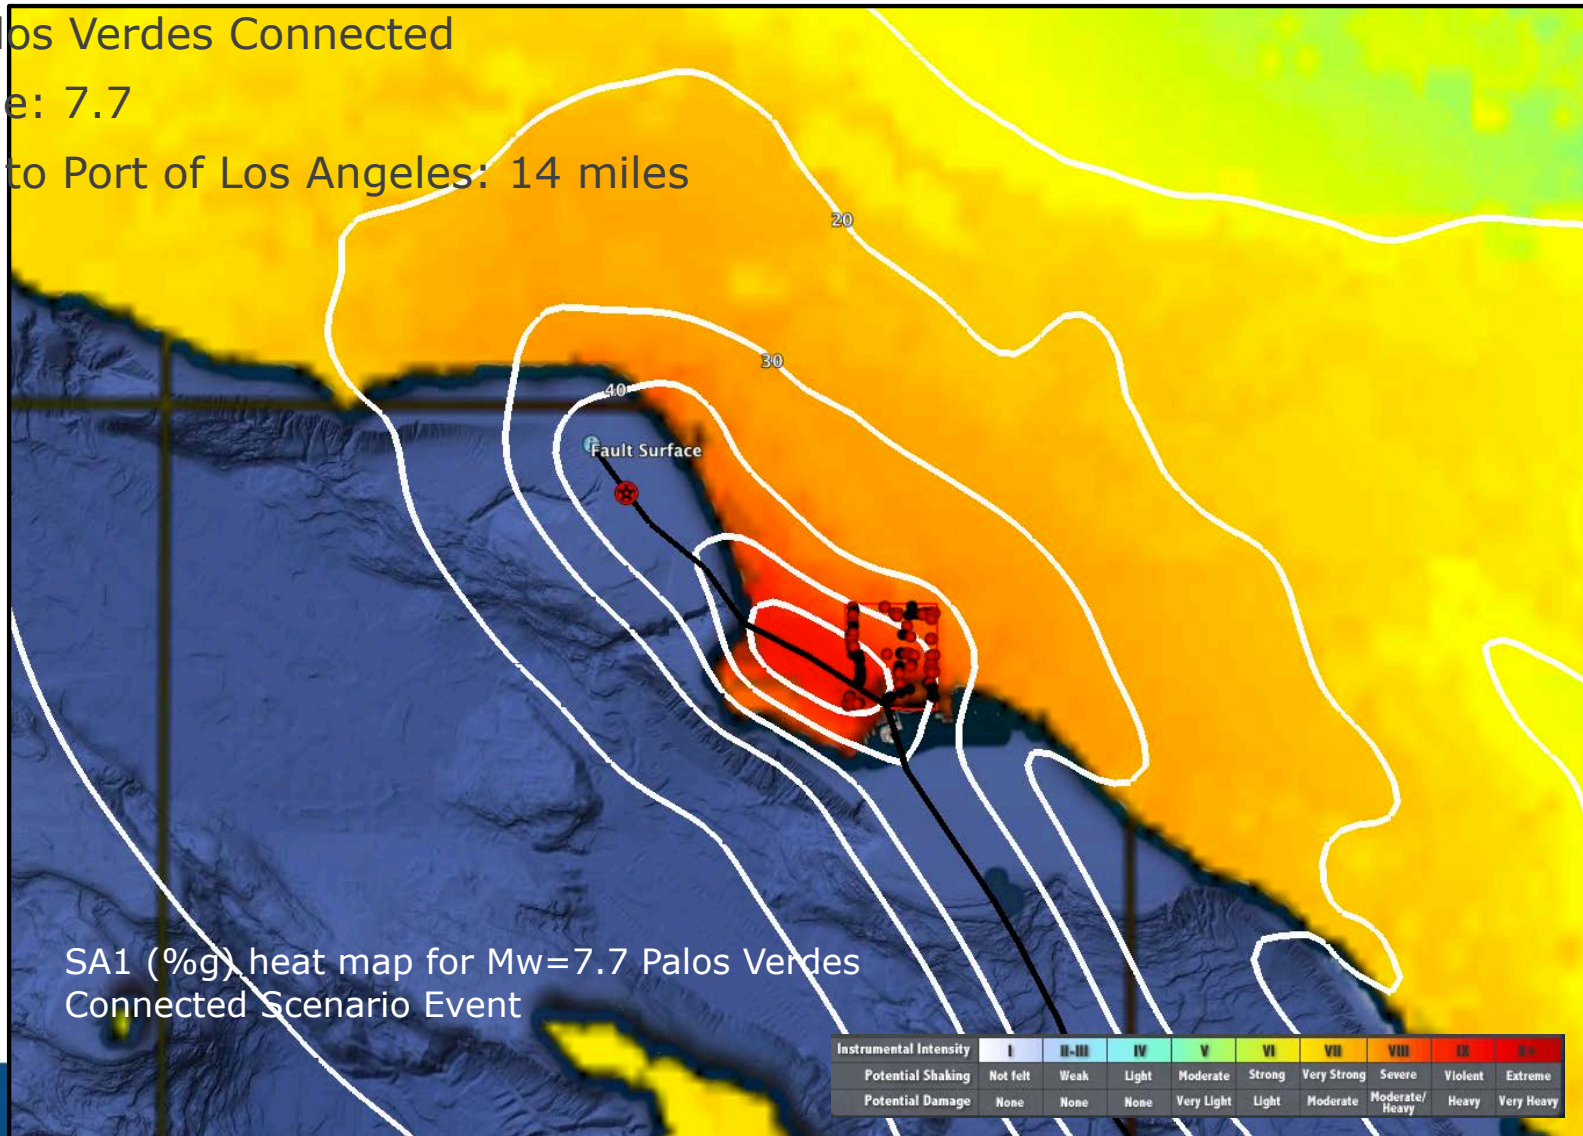 los Verdes Connected
e: 7.7
to Port of Los Angeles: 14 miles
20
30
40
Fault Surface
SA1 (%g) heat map for Mw=7.7 Palos Verdes
Connected Scenario Event
Instrumental Intensity I II-III IV V VI VII VIII IX X+
Potential Shaking Not felt Weak Light Moderate Strong Very Strong Severe Violent Extreme
Potential Damage None None None Very Light Light Moderate Moderate/Heavy Heavy Very Heavy